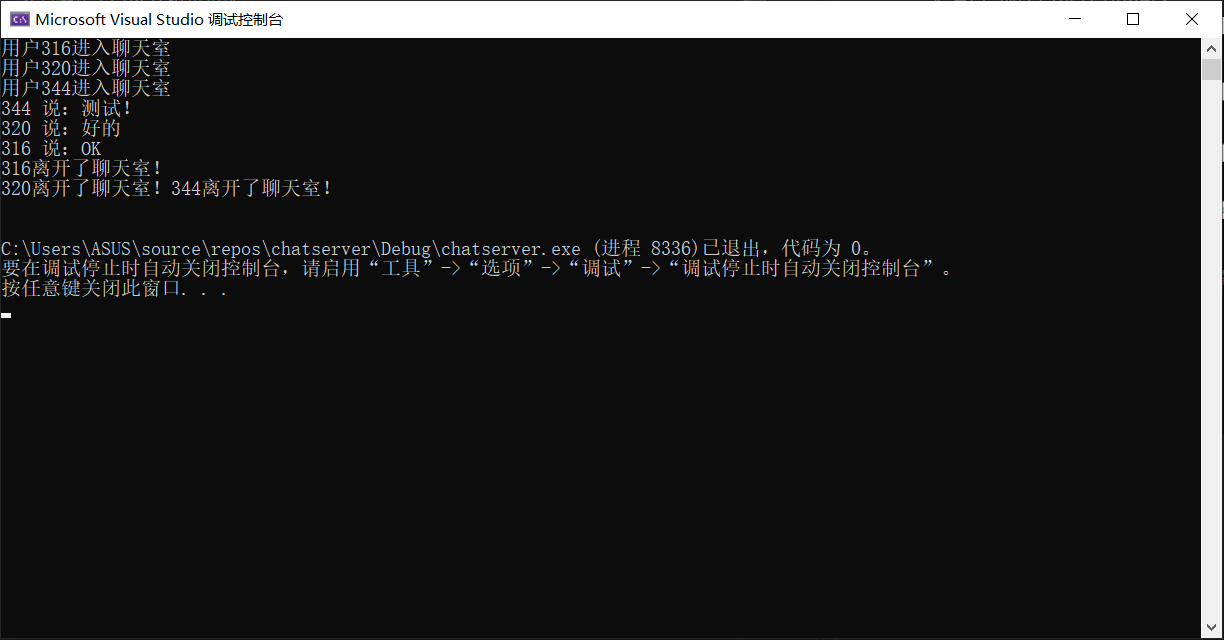 Microsoft Visual Studio 调试控制台
用户316进入聊天室
用户320进入聊天室
用户344进入聊天室
344 说：测试！
320 说：好的
316 说：OK
316离开了聊天室！
320离开了聊天室！344离开了聊天室！
C:\Users\ASUS\source\repos\chatserver\Debug\chatserver.exe (进程 8336)已退出，代码为 0。
要在调试停止时自动关闭控制台，请启用“工具”->“选项”->“调试”->“调试停止时自动关闭控制台”。
按任意键关闭此窗口. . .